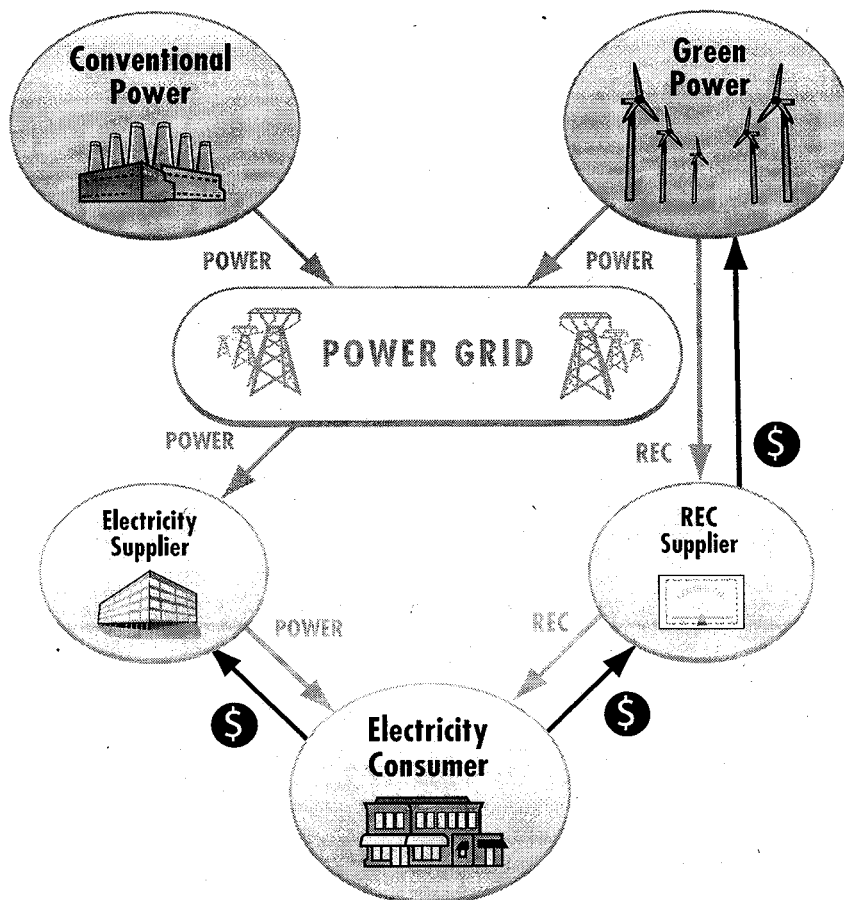 Conventional
Power
Green
Power
POWER
POWER
POWER GRID
POWER
REC
$
Electricity
Supplier
REC
Supplier
POWER
REC
$
$
Electricity
Consumer